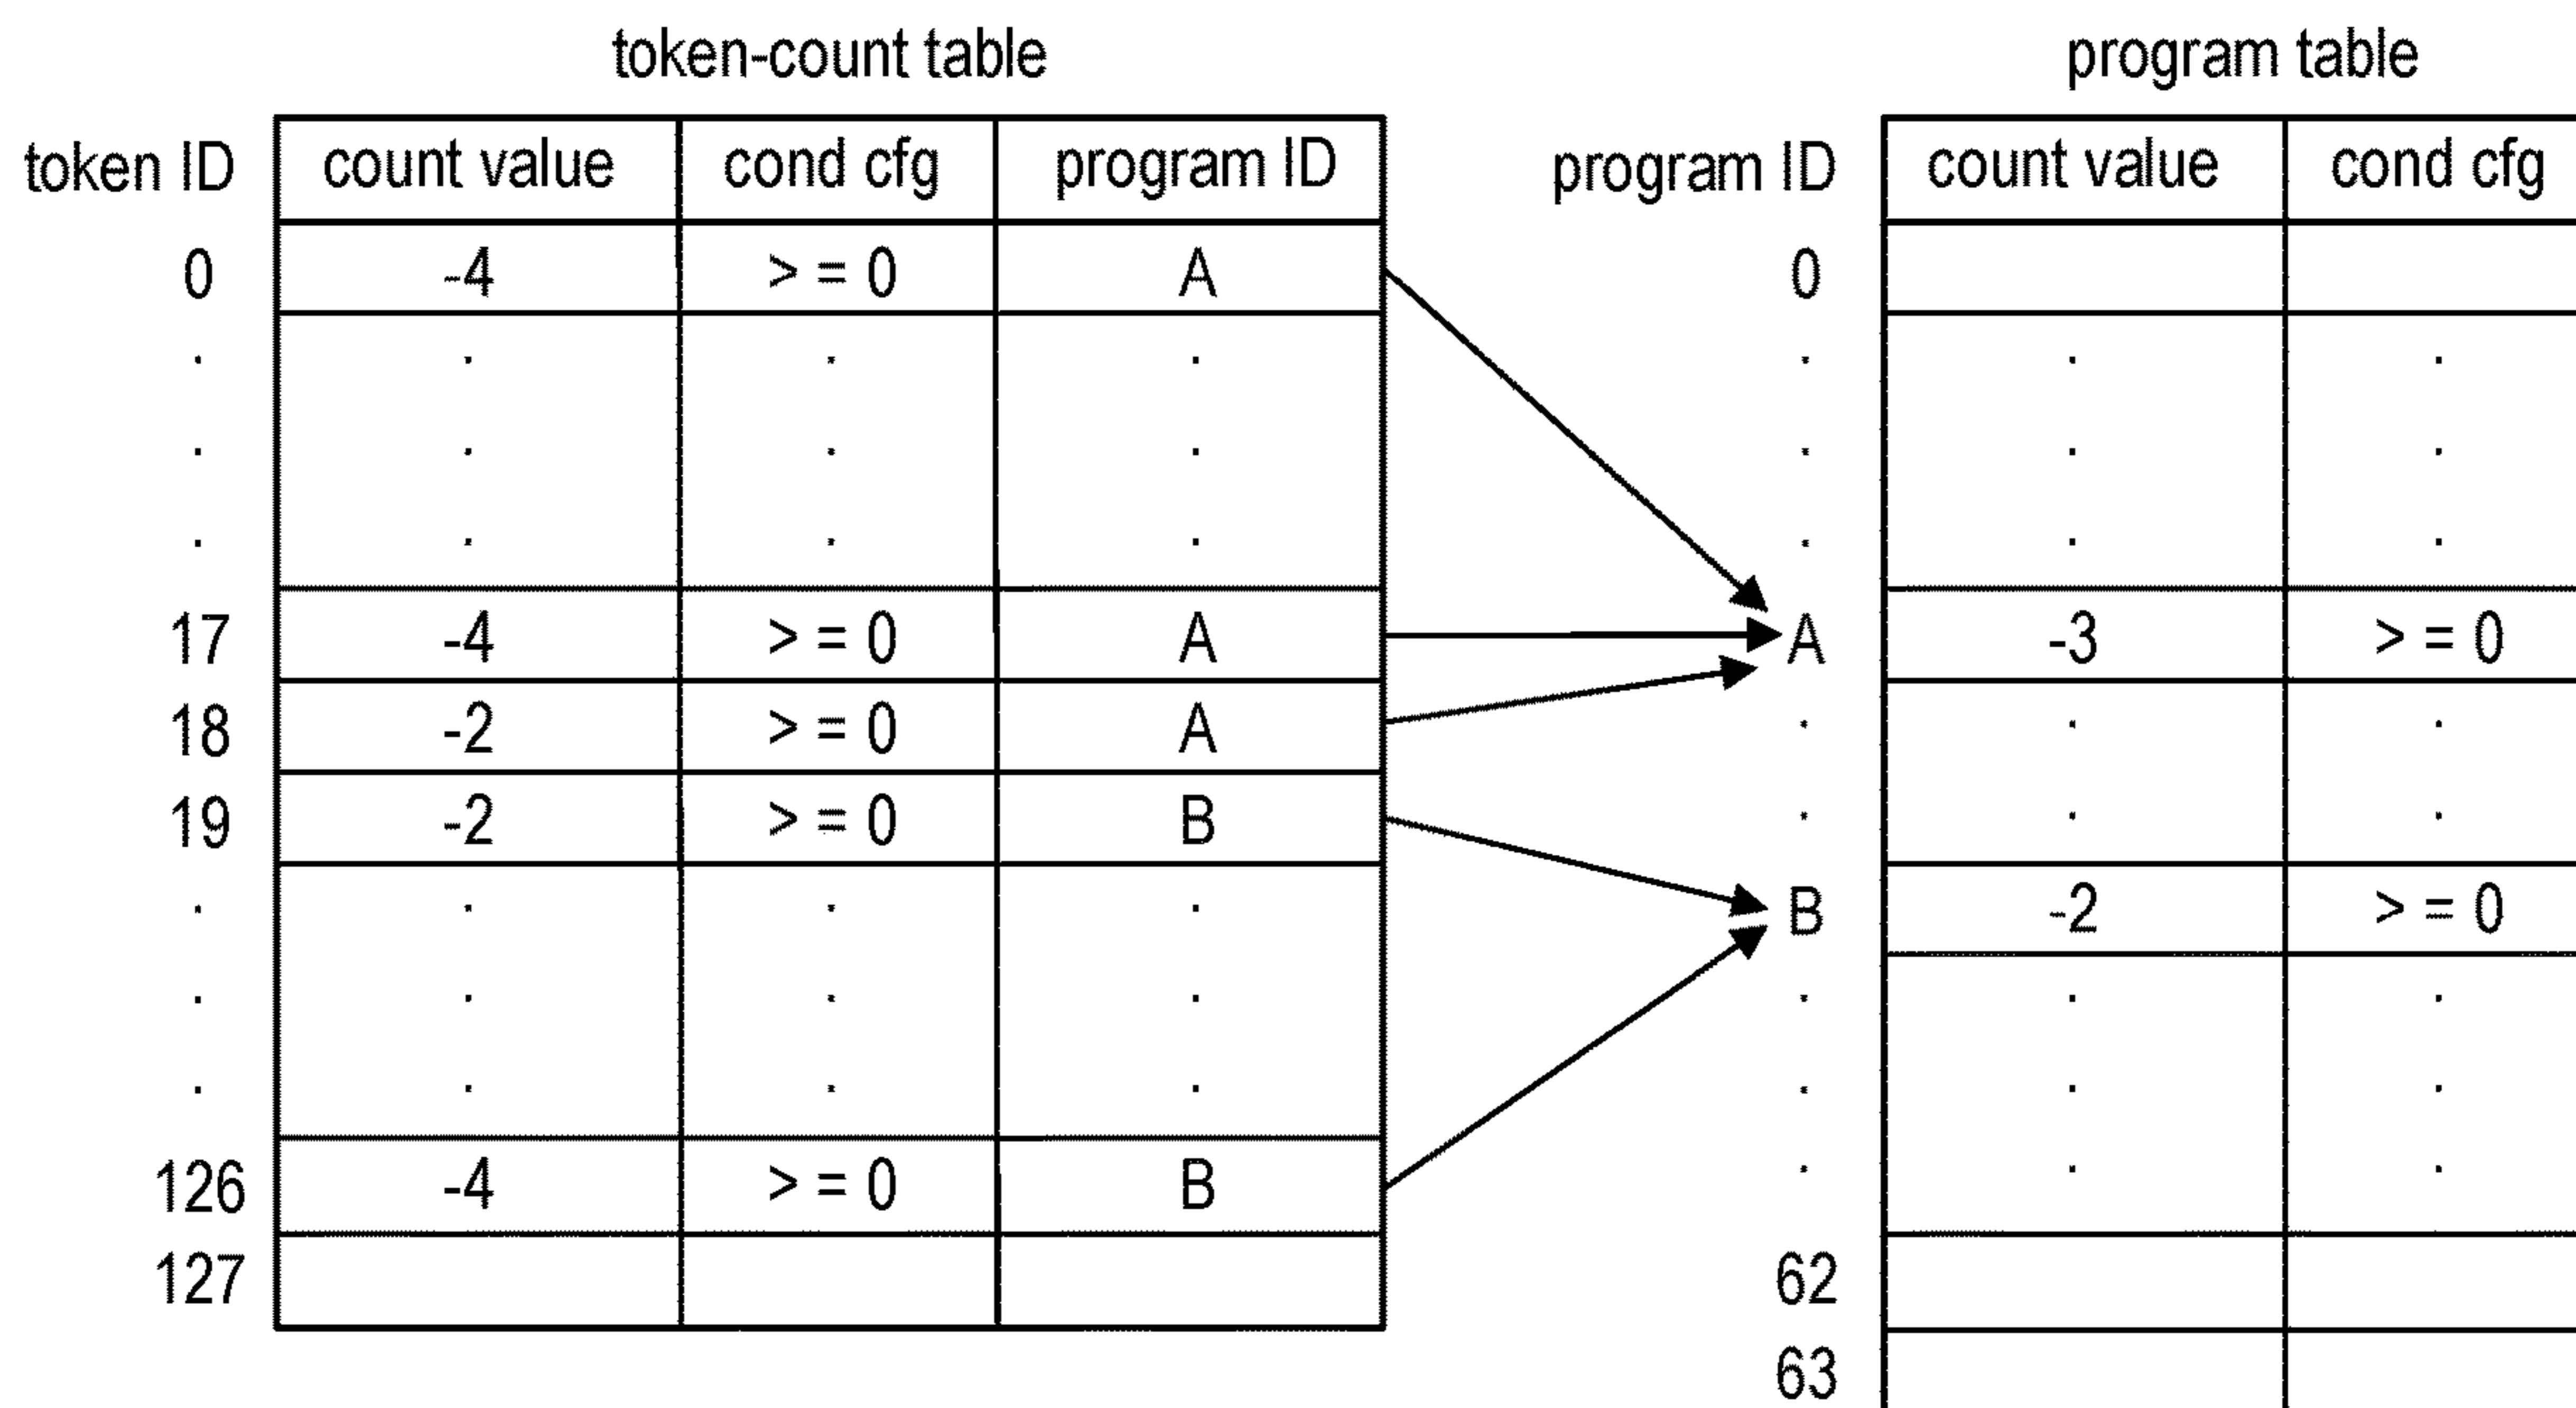 token-count table program table
token ID count value cond cfg program ID program ID count value cond cfg
0 -4 > = 0 A 0
. . . . . . .
. . . . . . .
. . . . . . .
17 -4 > = 0 A A -3 > = 0
18 -2 > = 0 A . . .
19 -2 > = 0 B . . .
. . . . B -2 > = 0
. . . . . . .
. . . . . . .
126 -4 > = 0 B . . .
127 62
63